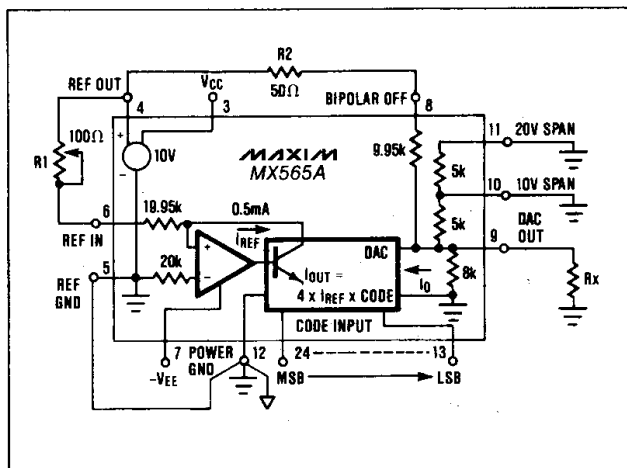 R2
REF OUT
VCC
50Ω
BIPOLAR OFF
4
3
8
11
20V SPAN
100Ω
+
10V
MAXIM
MX565A
9.95k
5k
R1
-
10
10V SPAN
6
19.95k
0.5mA
5k
DAC
OUT
REF IN
IREF
DAC
9
+
REF
GND
5
20k
-
IOUT =
4 x IREF x CODE
IO
8k
RX
CODE INPUT
7
POWER
GND
12
24
13
-VEE
MSB
LSB